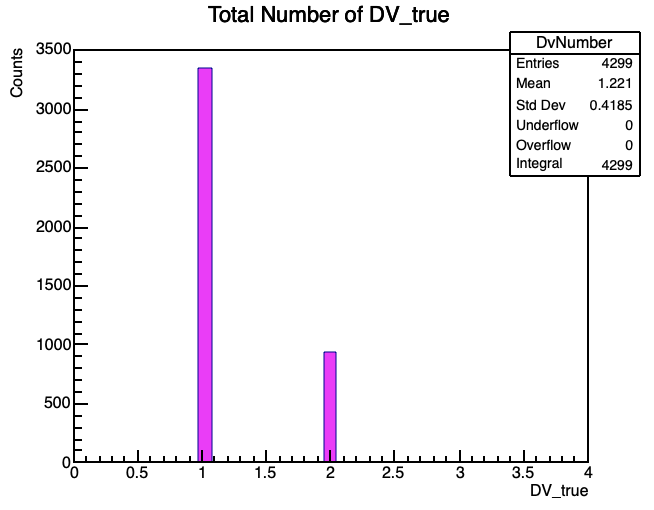 Total Number of DV_true
DvNumber
Entries 4299
Mean 1.221
Std Dev 0.4185
Underflow 0
Overflow 0
Integral 4299
Counts
3500
3000
2500
2000
1500
1000
500
0
0 0.5 1 1.5 2 2.5 3 3.5 4
DV_true